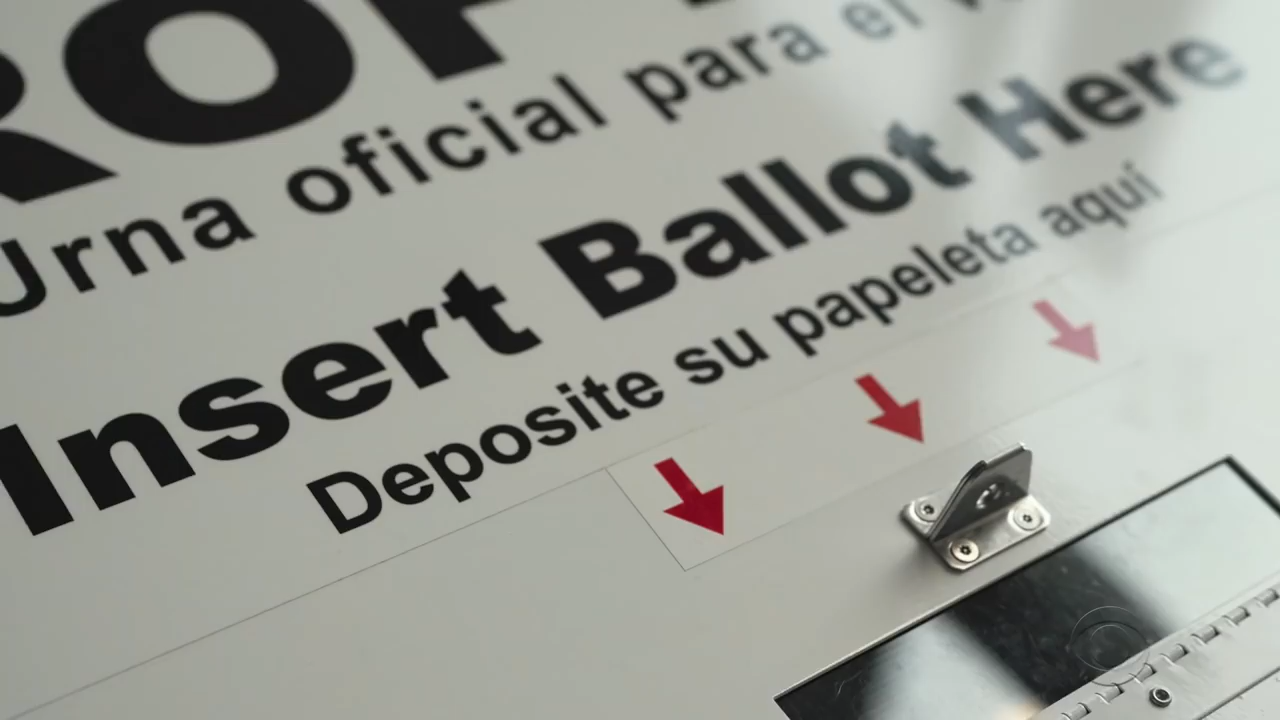 ROP
Urna oficial para el
Insert Ballot Here
Deposite su papeleta aquí